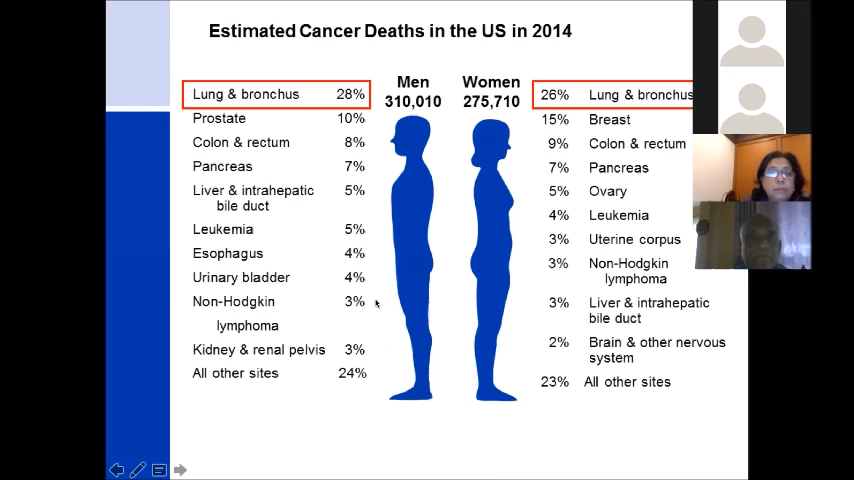 Estimated Cancer Deaths in the US in 2014
Men
310,010
Women
275,710
Lung & bronchus 28%
Prostate 10%
Colon & rectum 8%
Pancreas 7%
Liver & intrahepatic 5%
bile duct
Leukemia 5%
Esophagus 4%
Urinary bladder 4%
Non-Hodgkin 3%
lymphoma
Kidney & renal pelvis 3%
All other sites 24%
26% Lung & bronchus
15% Breast
9% Colon & rectum
7% Pancreas
5% Ovary
4% Leukemia
3% Uterine corpus
3% Non-Hodgkin
lymphoma
3% Liver & intrahepatic
bile duct
2% Brain & other nervous
system
23% All other sites